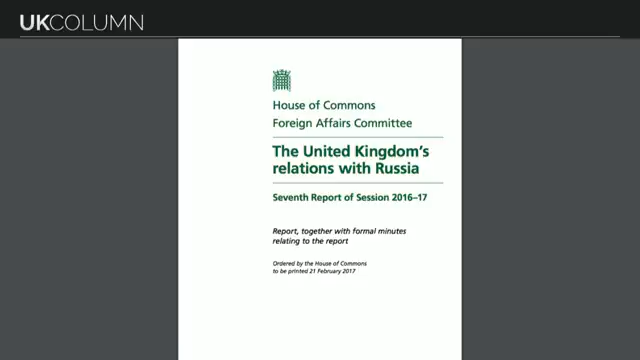 UKCOLUMN
House of Commons
Foreign Affairs Committee
The United Kingdom's
relations with Russia
Seventh Report of Session 2016–17
Report, together with formal minutes
relating to the report
Ordered by the House of Commons
to be printed 21 February 2017